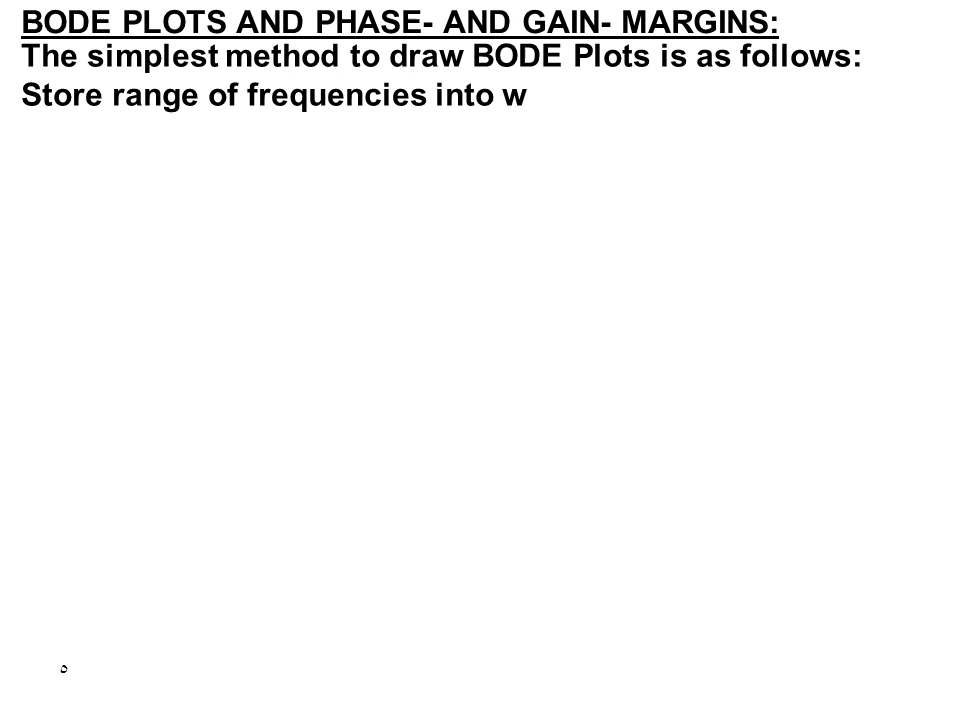 BODE PLOTS AND PHASE- AND GAIN- MARGINS:
The simplest method to draw BODE Plots is as follows:
Store range of frequencies into w
٥